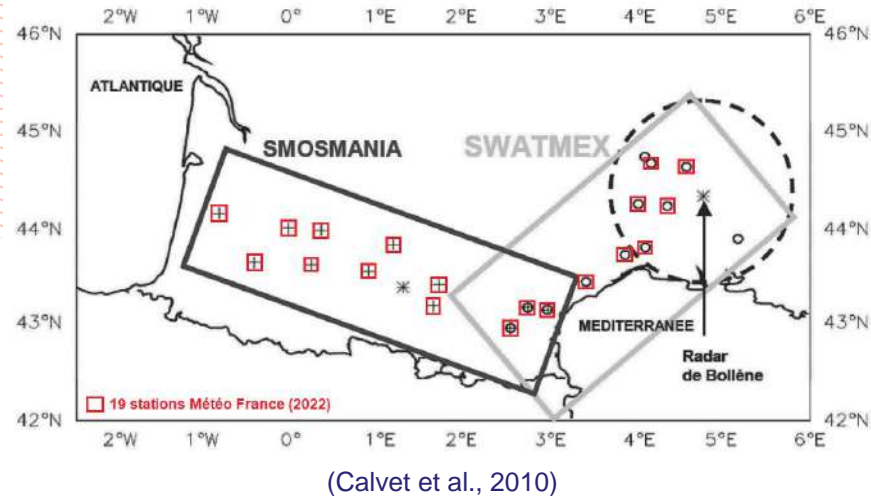 2°W 1°W 0° 1°E 2°E 3°E 4°E 5°E 6°E
46°N 46°N
ATLANTIQUE
45°N 45°N
SMOSMANIA SWATMEX
44°N 44°N
43°N 43°N
MEDITERRANEE
Radar
de Bollène
19 stations Météo France (2022)
42°N 42°N
2°W 1°W 0° 1°E 2°E 3°E 4°E 5°E 6°E
(Calvet et al., 2010)